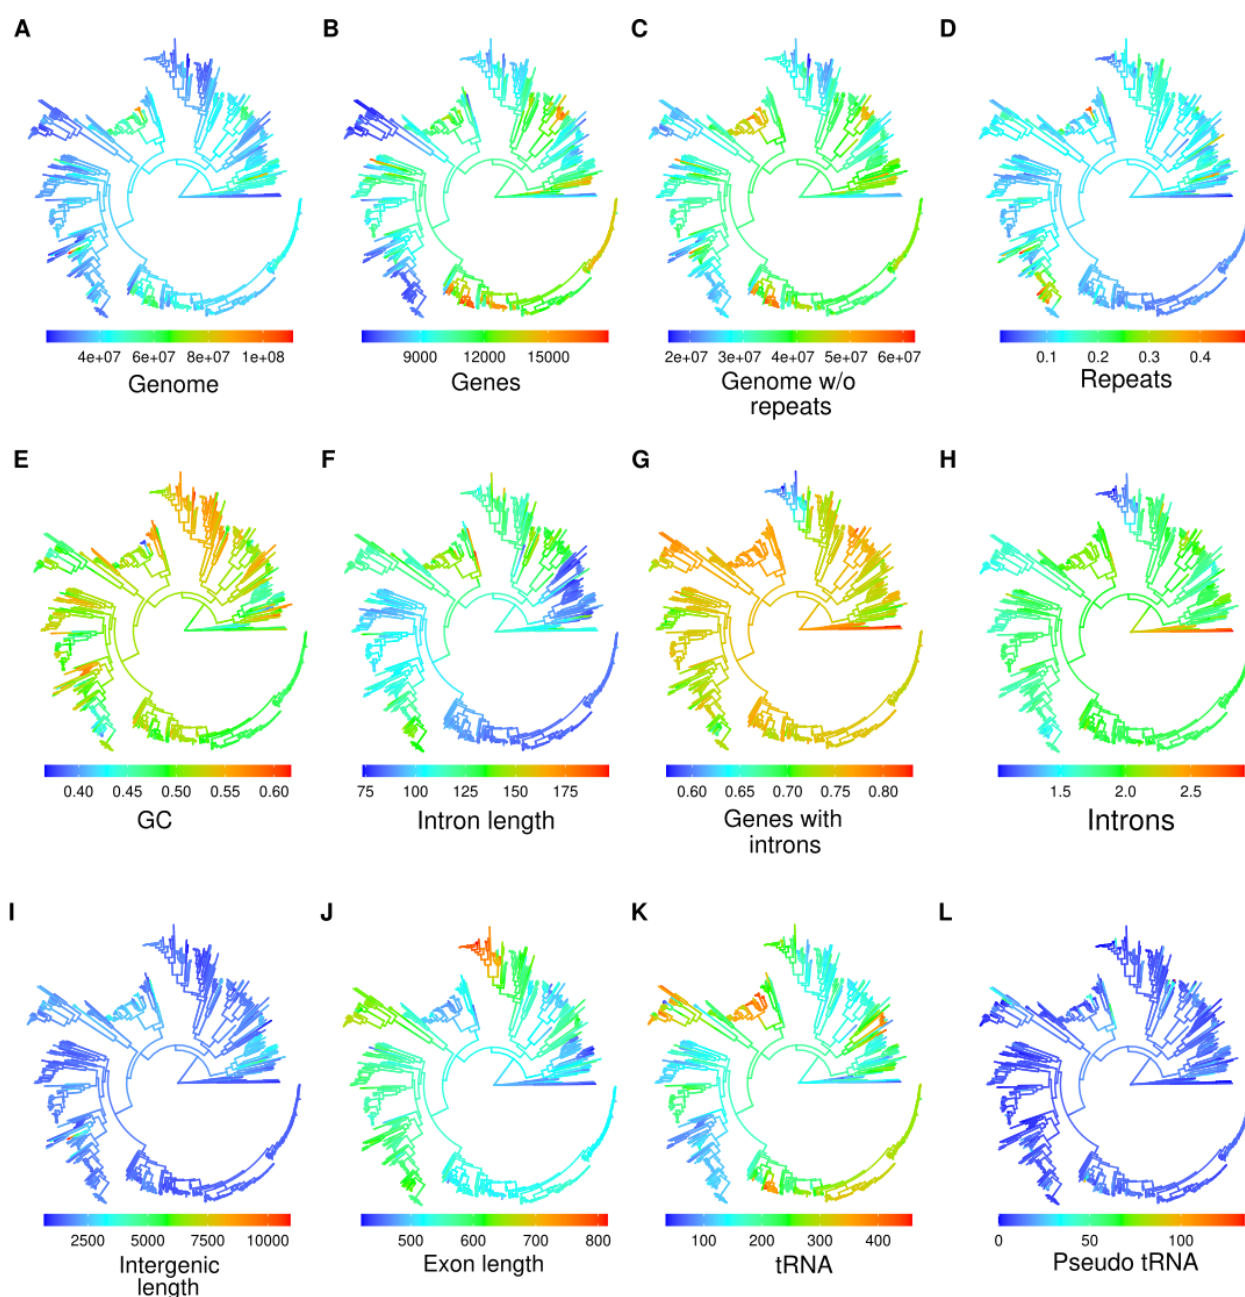 A
B
C
D
4e+07 6e+07 8e+07 1e+08
Genome
9000 12000 15000
Genes
2e+07 3e+07 4e+07 5e+07 6e+07
Genome w/o
repeats
0.1 0.2 0.3 0.4
Repeats
E
F
G
H
0.40 0.45 0.50 0.55 0.60
GC
75 100 125 150 175
Intron length
0.60 0.65 0.70 0.75 0.80
Genes with
introns
1.5 2.0 2.5
Introns
I
J
K
L
2500 5000 7500 10000
Intergenic
length
500 600 700 800
Exon length
100 200 300 400
tRNA
0 50 100
Pseudo tRNA